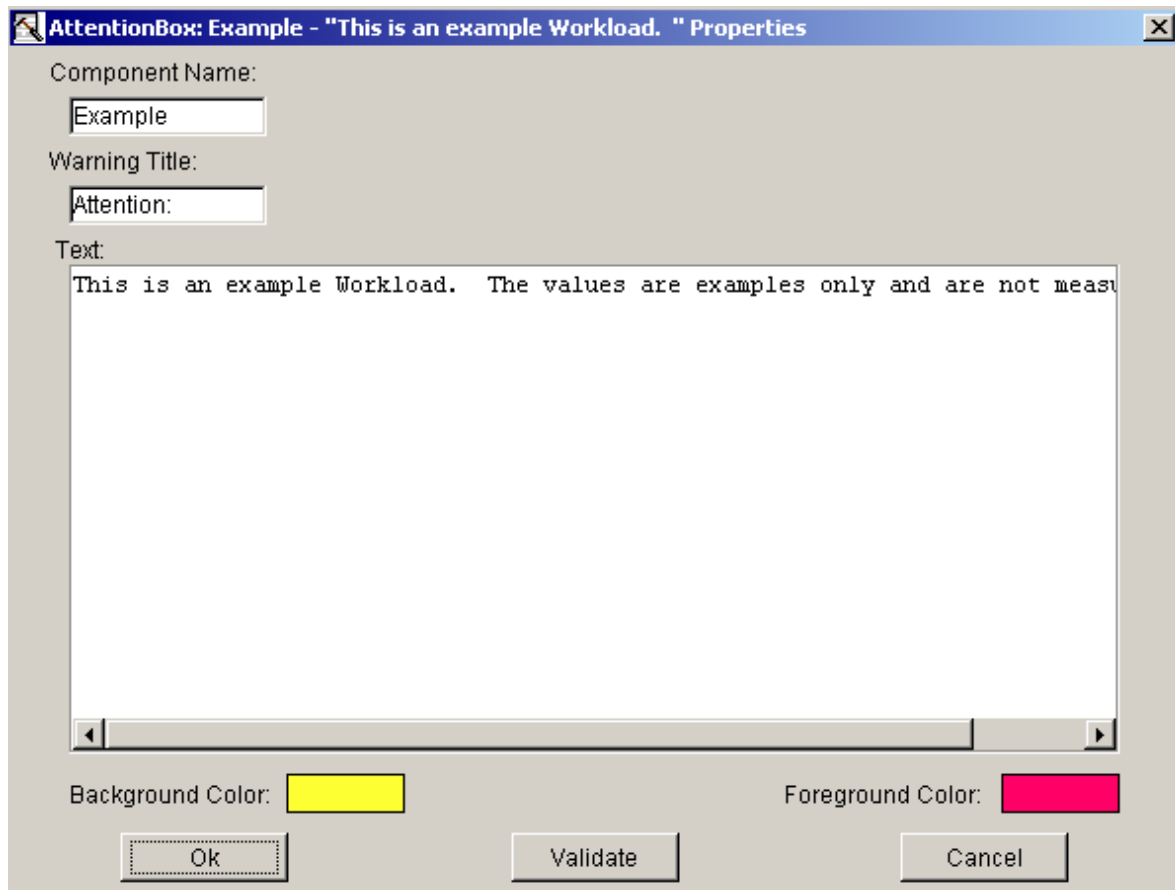 AttentionBox: Example - "This is an example Workload.  " Properties
Component Name:
Example
Warning Title:
Attention:
Text:
This is an example Workload.  The values are examples only and are not measu
Background Color:
Foreground Color:
Ok
Validate
Cancel